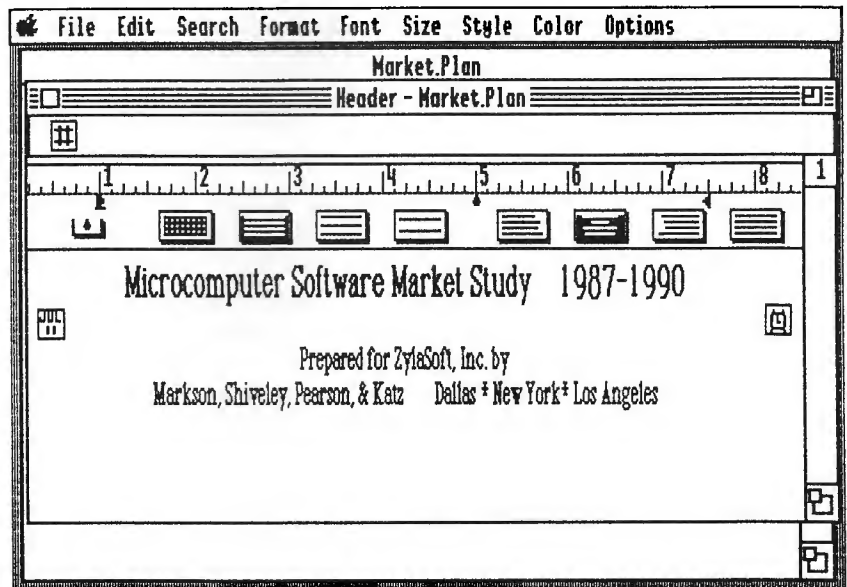 File Edit Search Format Font Size Style Color Options
Market.Plan
Header - Market.Plan
#
1 2 3 4 5 6 7 8 1
Microcomputer Software Market Study 1987-1990
JUL
11
Prepared for ZylaSoft, Inc. by
Markson, Shiveley, Pearson, & Katz Dallas * New York* Los Angeles